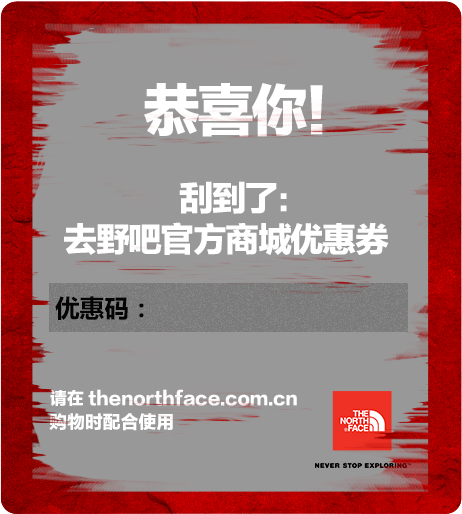 恭喜你!
刮到了:
去野吧官方商城优惠券
优惠码：
请在 thenorthface.com.cn
购物时配合使用
THE
NORTH
FACE
NEVER STOP EXPLORING™